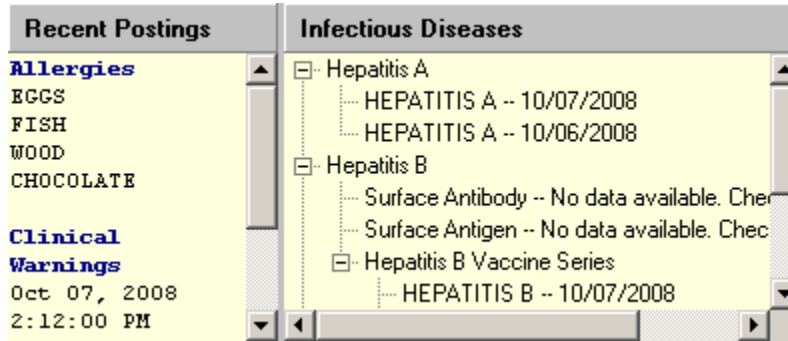 Recent Postings
Allergies
EGGS
FISH
WOOD
CHOCOLATE
Clinical
Warnings
Oct 07, 2008
2:12:00 PM
Infectious Diseases
Hepatitis A
HEPATITIS A -- 10/07/2008
HEPATITIS A -- 10/06/2008
Hepatitis B
Surface Antibody -- No data available. Che
Surface Antigen -- No data available. Chec
Hepatitis B Vaccine Series
HEPATITIS B -- 10/07/2008